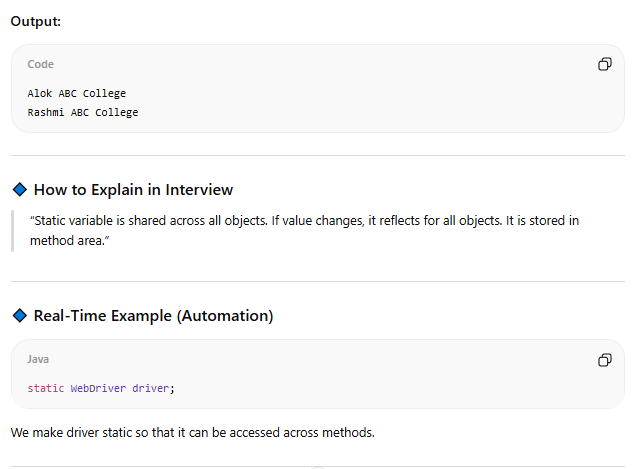 Output:
Code
Alok ABC College
Rashmi ABC College
How to Explain in Interview
“Static variable is shared across all objects. If value changes, it reflects for all objects. It is stored in
method area.”
Real-Time Example (Automation)
Java
static WebDriver driver;
We make driver static so that it can be accessed across methods.